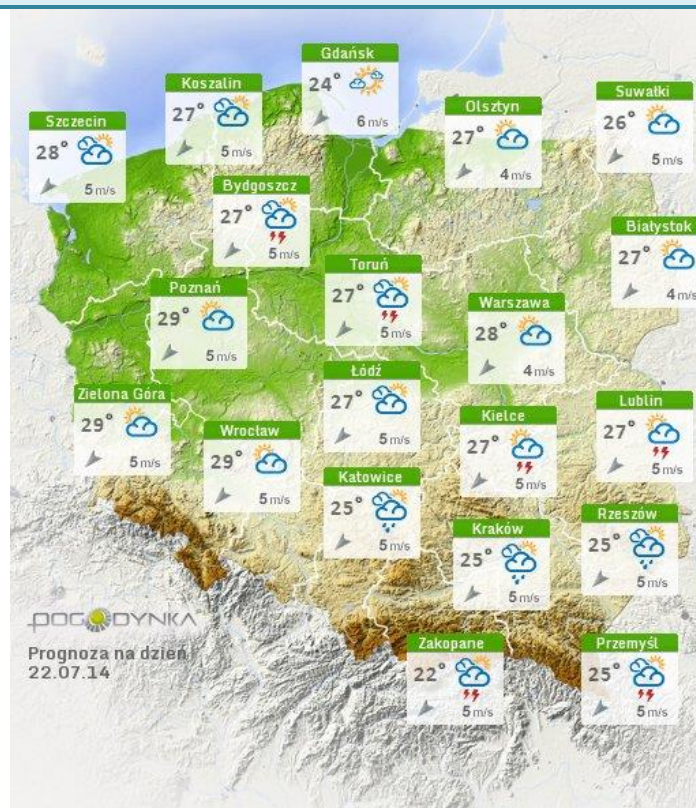 Gdańsk
24°
6 m/s
Koszalin
27°
5 m/s
Suwałki
26°
5 m/s
Olsztyn
27°
4 m/s
Szczecin
28°
5 m/s
Bydgoszcz
27°
5 m/s
Białystok
27°
4 m/s
Toruń
27°
5 m/s
Poznań
29°
5 m/s
Warszawa
28°
4 m/s
Łódź
27°
5 m/s
Zielona Góra
29°
5 m/s
Lublin
27°
5 m/s
Kielce
27°
5 m/s
Wrocław
29°
5 m/s
Katowice
25°
5 m/s
Rzeszów
25°
5 m/s
Kraków
25°
5 m/s
POGODYNKA
Prognoza na dzień
22.07.14
Zakopane
22°
5 m/s
Przemyśl
25°
5 m/s